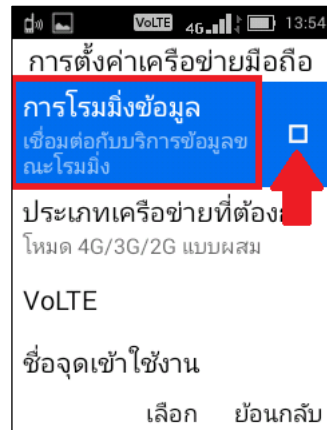 VoLTE 4G 13:54
การตั้งค่าเครือข่ายมือถือ
การโรมมิ่งข้อมูล
เชื่อมต่อกับบริการข้อมูลข
ณะโรมมิ่ง
ประเภทเครือข่ายที่ต้อง
โหมด 4G/3G/2G แบบผสม
VoLTE
ชื่อจุดเข้าใช้งาน
เลือก ย้อนกลับ